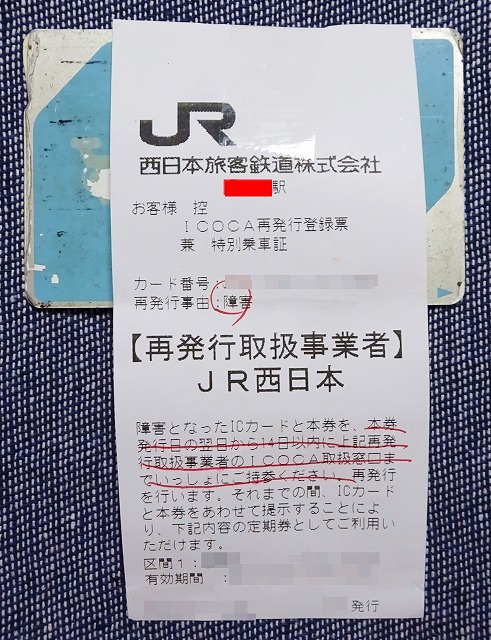 JR
西日本旅客鉄道株式会社
駅
お客様 控
ICOCA再発行登録票
兼 特別乗車証
カード番号:
再発行事由:障害
【再発行取扱事業者】
JR西日本
障害となったICカードと本券を、本券
発行日の翌日から14日以内に上記再発
行取扱事業者のICOCA取扱窓口ま
でいっしょにご持参ください。再発行
を行います。それまでの間、ICカード
と本券をあわせて提示することによ
り、下記内容の定期券としてご利用い
ただけます。
区間1:
有効期間 :
発行